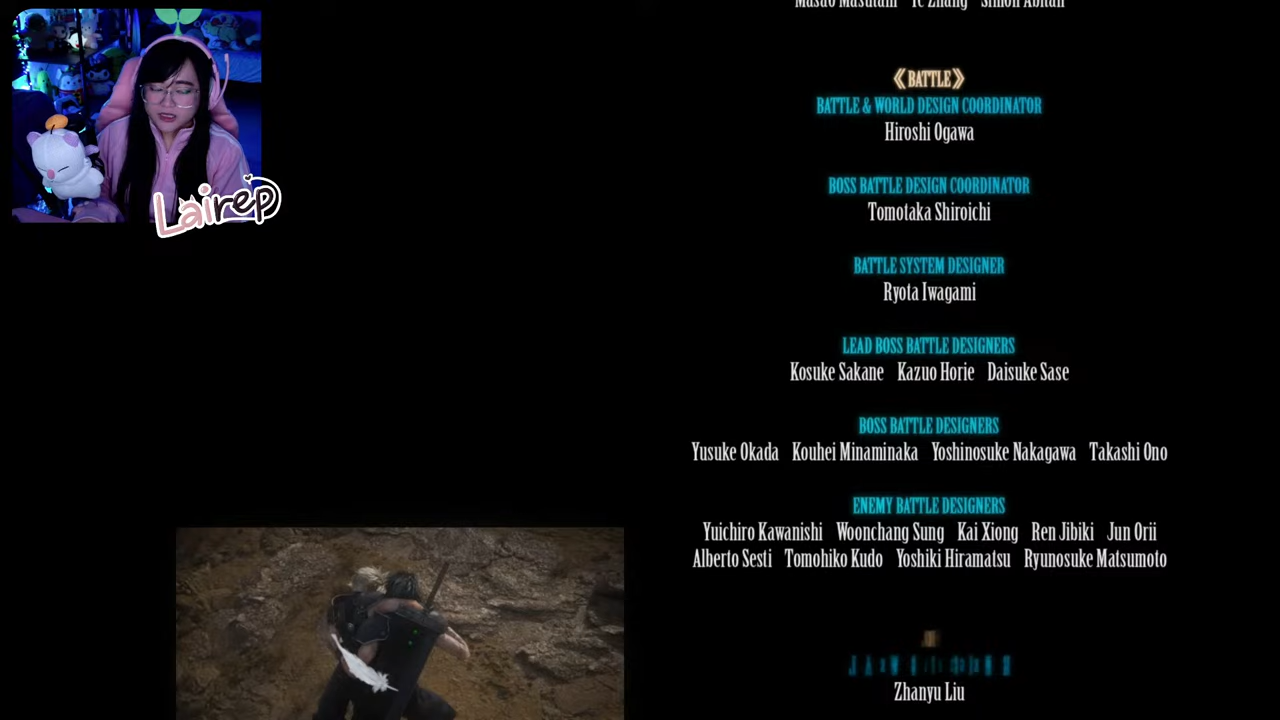 Lairep
《BATTLE》
BATTLE & WORLD DESIGN COORDINATOR
Hiroshi Ogawa
BOSS BATTLE DESIGN COORDINATOR
Tomotaka Shiroichi
BATTLE SYSTEM DESIGNER
Ryota Iwagami
LEAD BOSS BATTLE DESIGNERS
Kosuke Sakane Kazuo Horie Daisuke Sase
BOSS BATTLE DESIGNERS
Yusuke Okada Kouhei Minaminaka Yoshinosuke Nakagawa Takashi Ono
ENEMY BATTLE DESIGNERS
Yuichiro Kawanishi Woonchang Sung Kai Xiong Ren Jibiki Jun Orii
Alberto Sesti Tomohiko Kudo Yoshiki Hiramatsu Ryunosuke Matsumoto
Zhanyu Liu